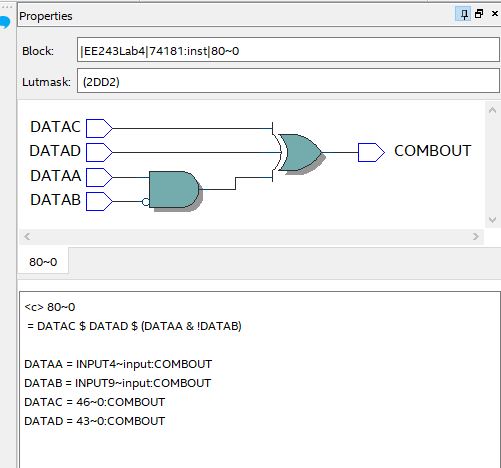 Properties
Block: |EE243Lab4|74181:inst|80~0
Lutmask: (2DD2)
DATAC
DATAD
COMBOUT
DATAA
DATAB
80~0
<c> 80~0
= DATAC $ DATAD $ (DATAA & !DATAB)
DATAA = INPUT4~input:COMBOUT
DATAB = INPUT9~input:COMBOUT
DATAC = 46~0:COMBOUT
DATAD = 43~0:COMBOUT